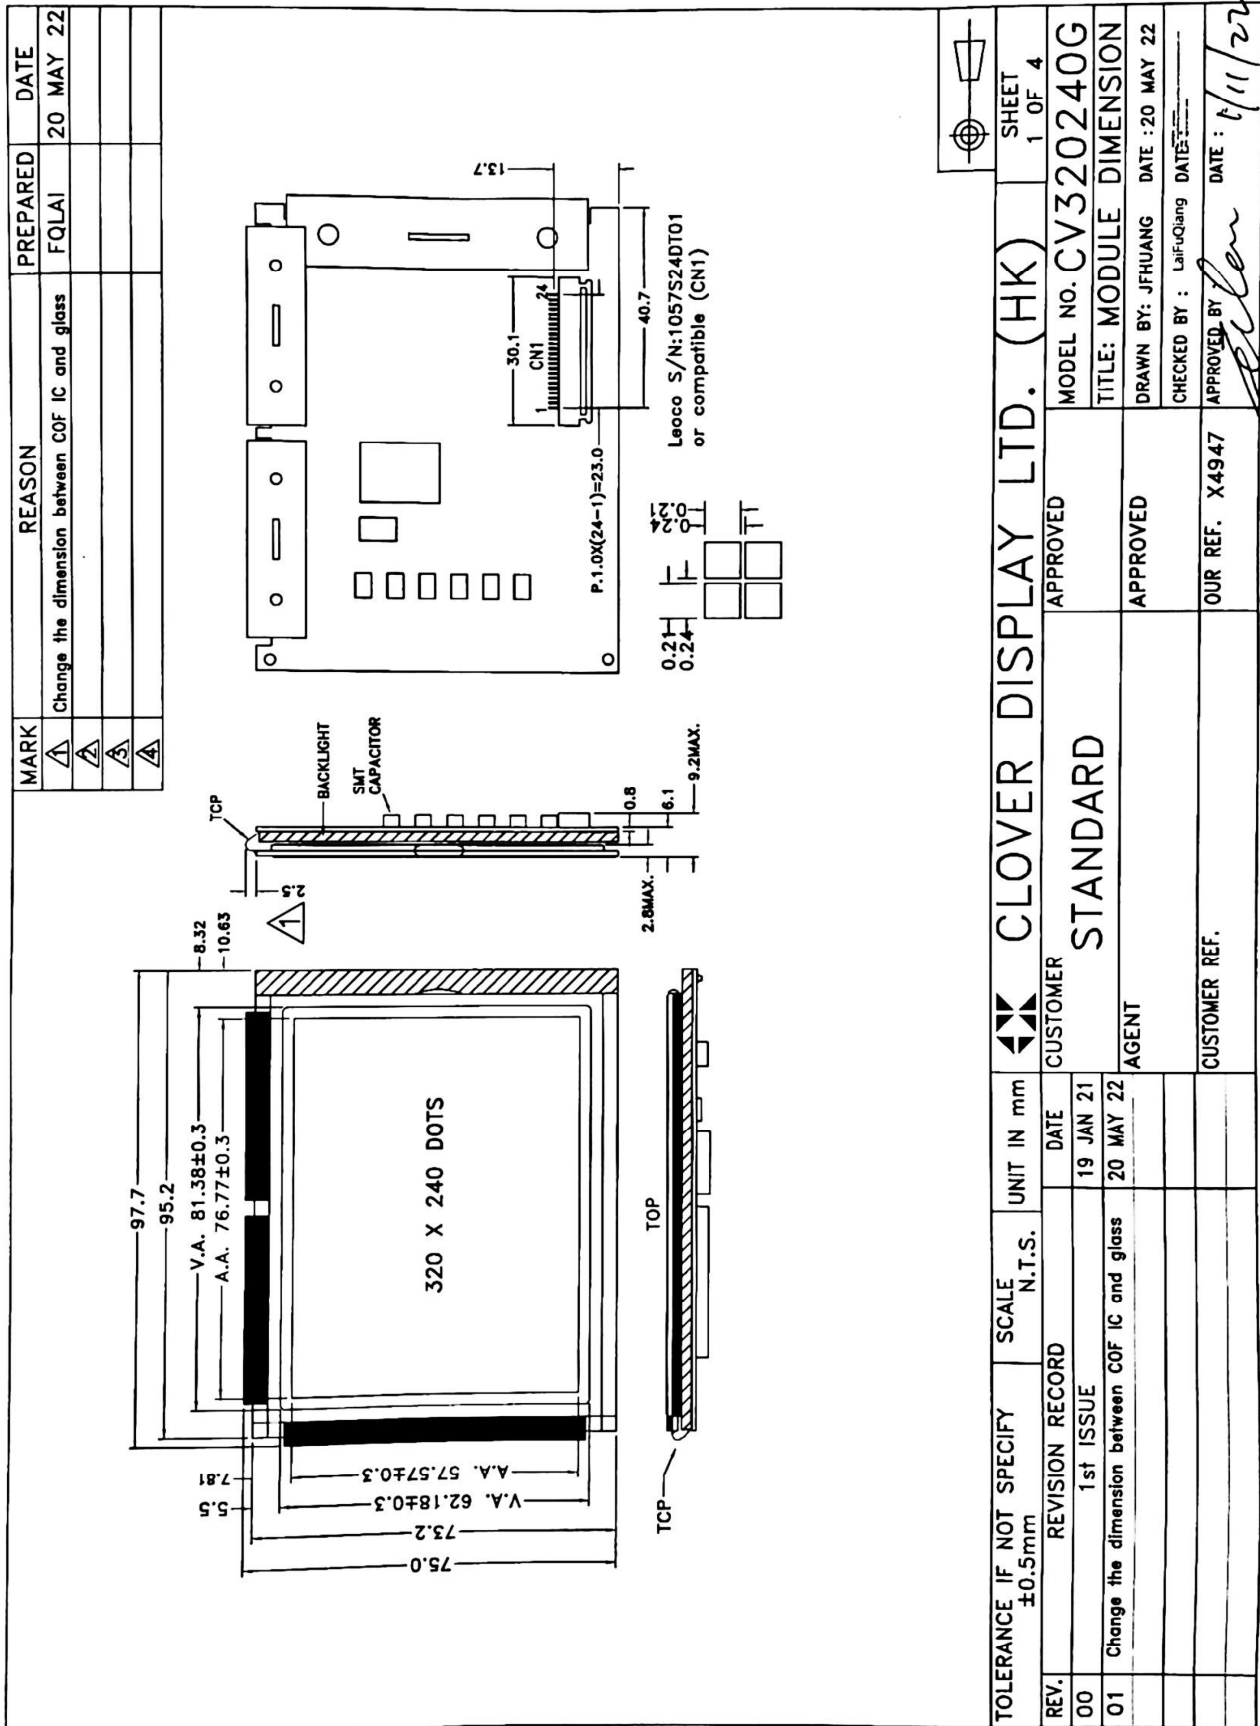 MARK REASON PREPARED DATE
1 Change the dimension between COF IC and glass FQLAI 20 MAY 22
2
3
4
97.7
95.2
V.A. 81.38±0.3
A.A. 76.77±0.3
8.32
10.63
5.5
7.81
A.A. 57.57±0.3
V.A. 62.18±0.3
73.2
75.0
320 X 240 DOTS
TCP
2.5
1
BACKLIGHT
SMT
CAPACITOR
0.8
6.1
9.2MAX.
2.8MAX.
13.7
30.1
CN1
1
24
40.7
P.1.0X(24-1)=23.0
Leoco S/N:1057S24DT01
or compatible (CN1)
0.21
0.24
0.21
0.24
TOP
TCP
TOLERANCE IF NOT SPECIFY
±0.5mm
SCALE
N.T.S.
UNIT IN mm
CLOVER DISPLAY LTD. (HK)
SHEET
1 OF 4
REV. REVISION RECORD DATE
00 1st ISSUE 19 JAN 21
01 Change the dimension between COF IC and glass 20 MAY 22
CUSTOMER
STANDARD
AGENT
CUSTOMER REF.
APPROVED
APPROVED
OUR REF. X4947
MODEL NO. CV320240G
TITLE: MODULE DIMENSION
DRAWN BY: JFHUANG DATE :20 MAY 22
CHECKED BY : LaiFuQiang DATE:
APPROVED BY DATE :